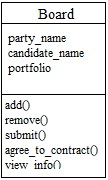 Board
party_name
candidate_name
portfolio
add()
remove()
submit()
agree_to_contract()
view_info()